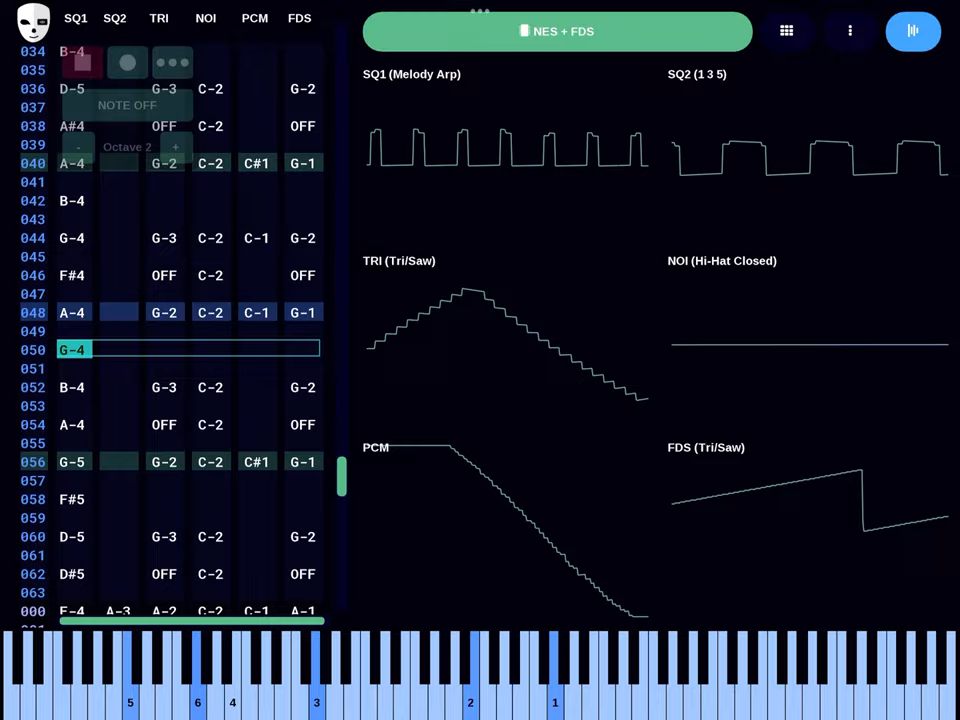 SQ1 SQ2 TRI NOI PCM FDS
NES + FDS
034 B-4
035
036 D-5 G-3 C-2 G-2
037
NOTE OFF
038 A#4 OFF C-2 OFF
039
- Octave 2 +
040 A-4 G-2 C-2 C#1 G-1
041
042 B-4
043
044 G-4 G-3 C-2 C-1 G-2
045
046 F#4 OFF C-2 OFF
047
048 A-4 G-2 C-2 C-1 G-1
049
050 G-4
051
052 B-4 G-3 C-2 G-2
053
054 A-4 OFF C-2 OFF
055
056 G-5 G-2 C-2 C#1 G-1
057
058 F#5
059
060 D-5 G-3 C-2 G-2
061
062 D#5 OFF C-2 OFF
063
000 E-4 A-3 A-2 C-2 C-1 A-1
SQ1 (Melody Arp)
SQ2 (1 3 5)
TRI (Tri/Saw)
NOI (Hi-Hat Closed)
PCM
FDS (Tri/Saw)
5 6 4 3 2 1